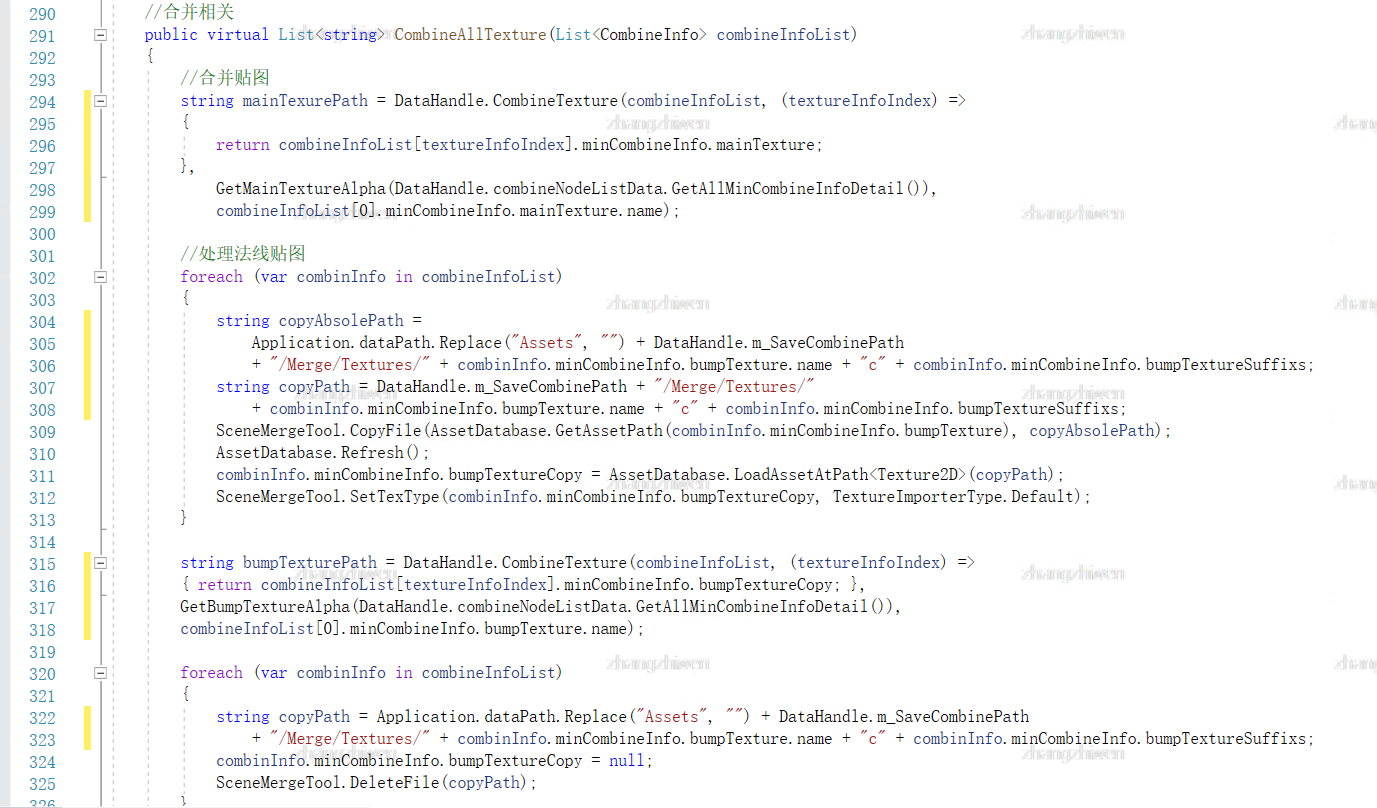 290 //合并相关
291 public virtual List<string> CombineAllTexture(List<CombineInfo> combineInfoList)
292 {
293 //合并贴图
294 string mainTexurePath = DataHandle.CombineTexture(combineInfoList, (textureInfoIndex) =>
295 {
296 return combineInfoList[textureInfoIndex].minCombineInfo.mainTexture;
297 },
298 GetMainTextureAlpha(DataHandle.combineNodeListData.GetAllMinCombineInfoDetail()),
299 combineInfoList[0].minCombineInfo.mainTexture.name);
300
301 //处理法线贴图
302 foreach (var combinInfo in combineInfoList)
303 {
304 string copyAbsolePath =
305 Application.dataPath.Replace("Assets", "") + DataHandle.m_SaveCombinePath
306 + "/Merge/Textures/" + combinInfo.minCombineInfo.bumpTexture.name + "c" + combinInfo.minCombineInfo.bumpTextureSuffixs;
307 string copyPath = DataHandle.m_SaveCombinePath + "/Merge/Textures/"
308 + combinInfo.minCombineInfo.bumpTexture.name + "c" + combinInfo.minCombineInfo.bumpTextureSuffixs;
309 SceneMergeTool.CopyFile(AssetDatabase.GetAssetPath(combinInfo.minCombineInfo.bumpTexture), copyAbsolePath);
310 AssetDatabase.Refresh();
311 combinInfo.minCombineInfo.bumpTextureCopy = AssetDatabase.LoadAssetAtPath<Texture2D>(copyPath);
312 SceneMergeTool.SetTexType(combinInfo.minCombineInfo.bumpTextureCopy, TextureImporterType.Default);
313 }
314
315 string bumpTexturePath = DataHandle.CombineTexture(combineInfoList, (textureInfoIndex) =>
316 { return combineInfoList[textureInfoIndex].minCombineInfo.bumpTextureCopy; },
317 GetBumpTextureAlpha(DataHandle.combineNodeListData.GetAllMinCombineInfoDetail()),
318 combineInfoList[0].minCombineInfo.bumpTexture.name);
319
320 foreach (var combinInfo in combineInfoList)
321 {
322 string copyPath = Application.dataPath.Replace("Assets", "") + DataHandle.m_SaveCombinePath
323 + "/Merge/Textures/" + combinInfo.minCombineInfo.bumpTexture.name + "c" + combinInfo.minCombineInfo.bumpTextureSuffixs;
324 combinInfo.minCombineInfo.bumpTextureCopy = null;
325 SceneMergeTool.DeleteFile(copyPath);
326 }